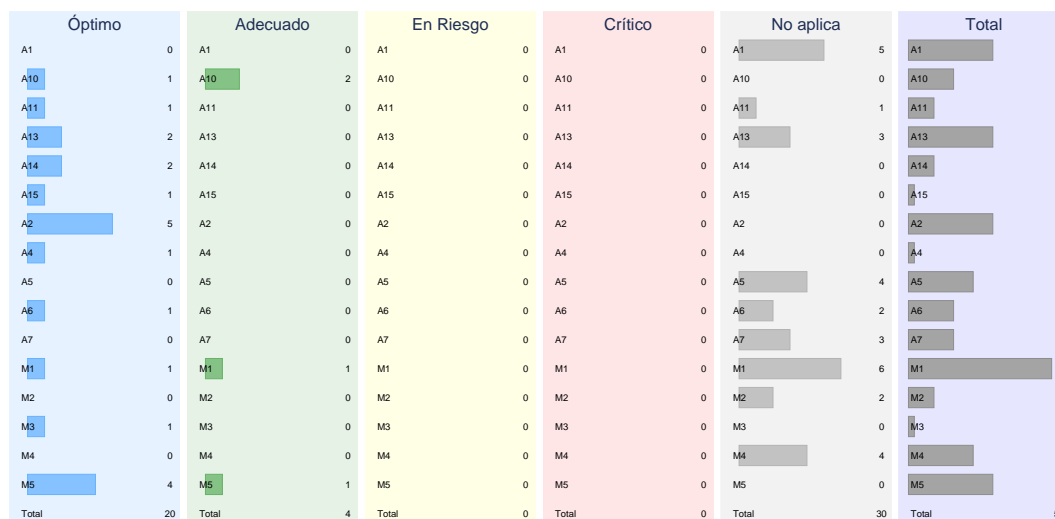 Óptimo Adecuado En Riesgo Crítico No aplica Total
A1 0 A1 0 A1 0 A1 0 A1 5 A1
A10 1 A10 2 A10 0 A10 0 A10 0 A10
A11 1 A11 0 A11 0 A11 0 A11 1 A11
A13 2 A13 0 A13 0 A13 0 A13 3 A13
A14 2 A14 0 A14 0 A14 0 A14 0 A14
A15 1 A15 0 A15 0 A15 0 A15 0 A15
A2 5 A2 0 A2 0 A2 0 A2 0 A2
A4 1 A4 0 A4 0 A4 0 A4 0 A4
A5 0 A5 0 A5 0 A5 0 A5 4 A5
A6 1 A6 0 A6 0 A6 0 A6 2 A6
A7 0 A7 0 A7 0 A7 0 A7 3 A7
M1 1 M1 1 M1 0 M1 0 M1 6 M1
M2 0 M2 0 M2 0 M2 0 M2 2 M2
M3 1 M3 0 M3 0 M3 0 M3 0 M3
M4 0 M4 0 M4 0 M4 0 M4 4 M4
M5 4 M5 1 M5 0 M5 0 M5 0 M5
Total 20 Total 4 Total 0 Total 0 Total 30 Total